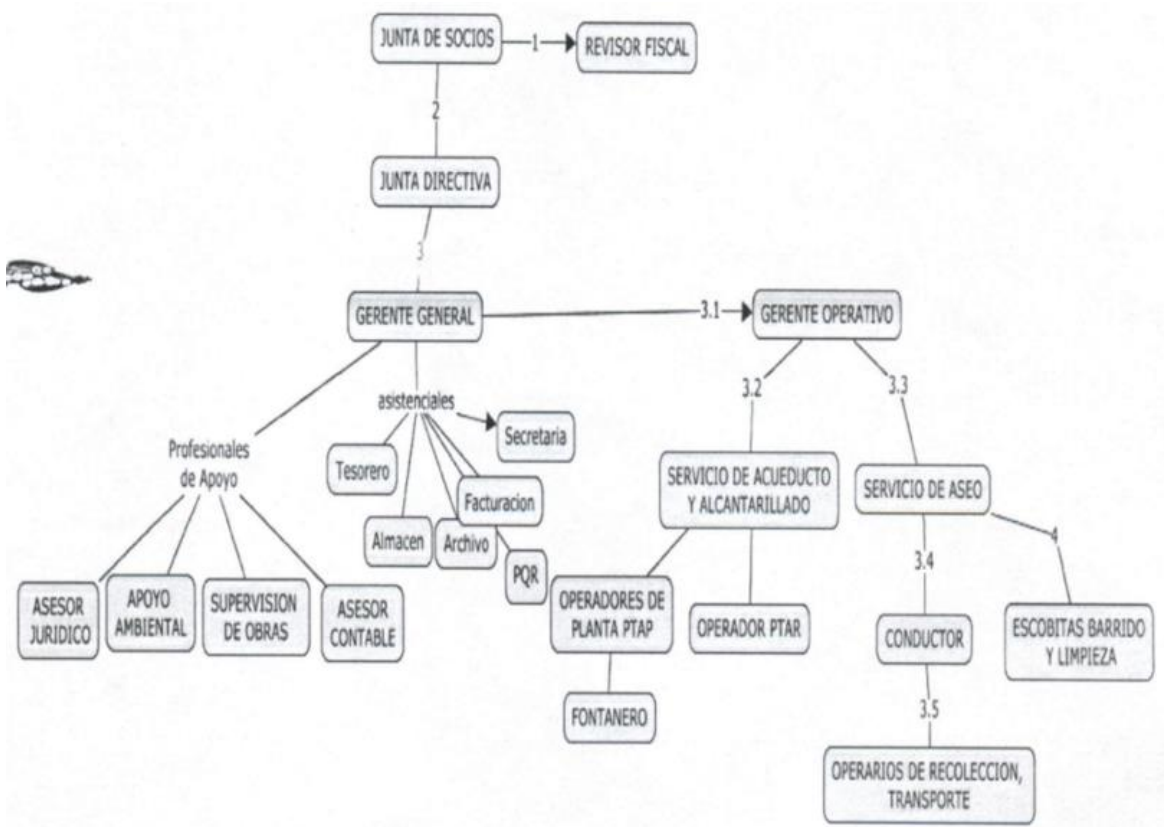 JUNTA DE SOCIOS
1
REVISOR FISCAL
2
JUNTA DIRECTIVA
3
GERENTE GENERAL
3.1
GERENTE OPERATIVO
asistenciales
3.2
3.3
Secretaria
Profesionales
de Apoyo
Tesorero
Facturacion
Almacen
Archivo
PQR
SERVICIO DE ACUEDUCTO
Y ALCANTARILLADO
SERVICIO DE ASEO
3.4
4
ASESOR
JURIDICO
APOYO
AMBIENTAL
SUPERVISION
DE OBRAS
ASESOR
CONTABLE
OPERADORES DE
PLANTA PTAP
OPERADOR PTAR
CONDUCTOR
ESCOBITAS BARRIDO
Y LIMPIEZA
FONTANERO
3.5
OPERARIOS DE RECOLECCION,
TRANSPORTE